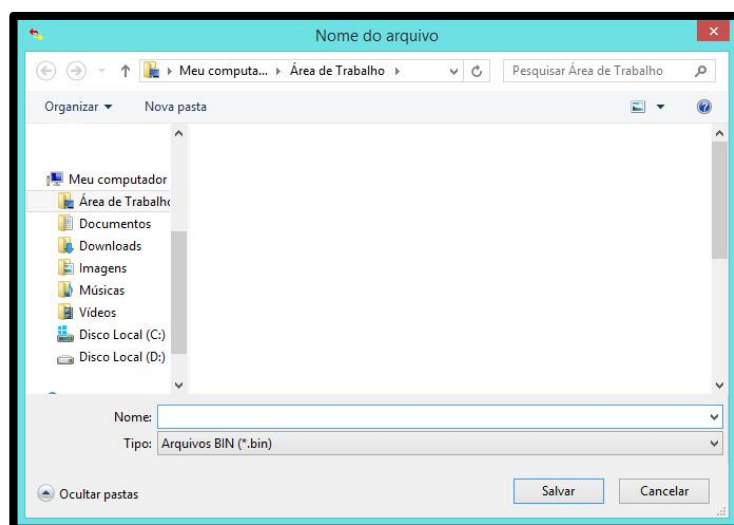 Nome do arquivo
Meu computa... Área de Trabalho Pesquisar Área de Trabalho
Organizar Nova pasta
Meu computador
Área de Trabalho
Documentos
Downloads
Imagens
Músicas
Vídeos
Disco Local (C:)
Disco Local (D:)
Nome:
Tipo: Arquivos BIN (*.bin)
Ocultar pastas Salvar Cancelar